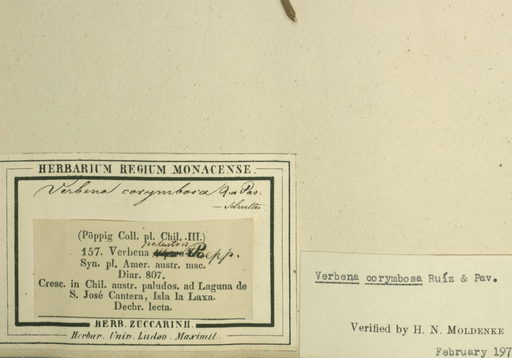 HERBARIUM REGIUM MONACENSE.
Verbena corymbosa R. & Pav.
(Pöppig Coll. pl. Chil. III.)
palustris
157. Verbena Poepp.
Syn. pl. Amer. austr. msc.
Diar. 807.
Cresc. in Chil. austr. paludos. ad Laguna de
S. José Cantera, Isla la Laxa.
Decbr. lecta.
HERB. ZUCCARINII.
Herbar. Univ. Ludov. Maximil.
Verbena corymbosa Ruíz & Pav.
Verified by H. N. MOLDENKE
February 197